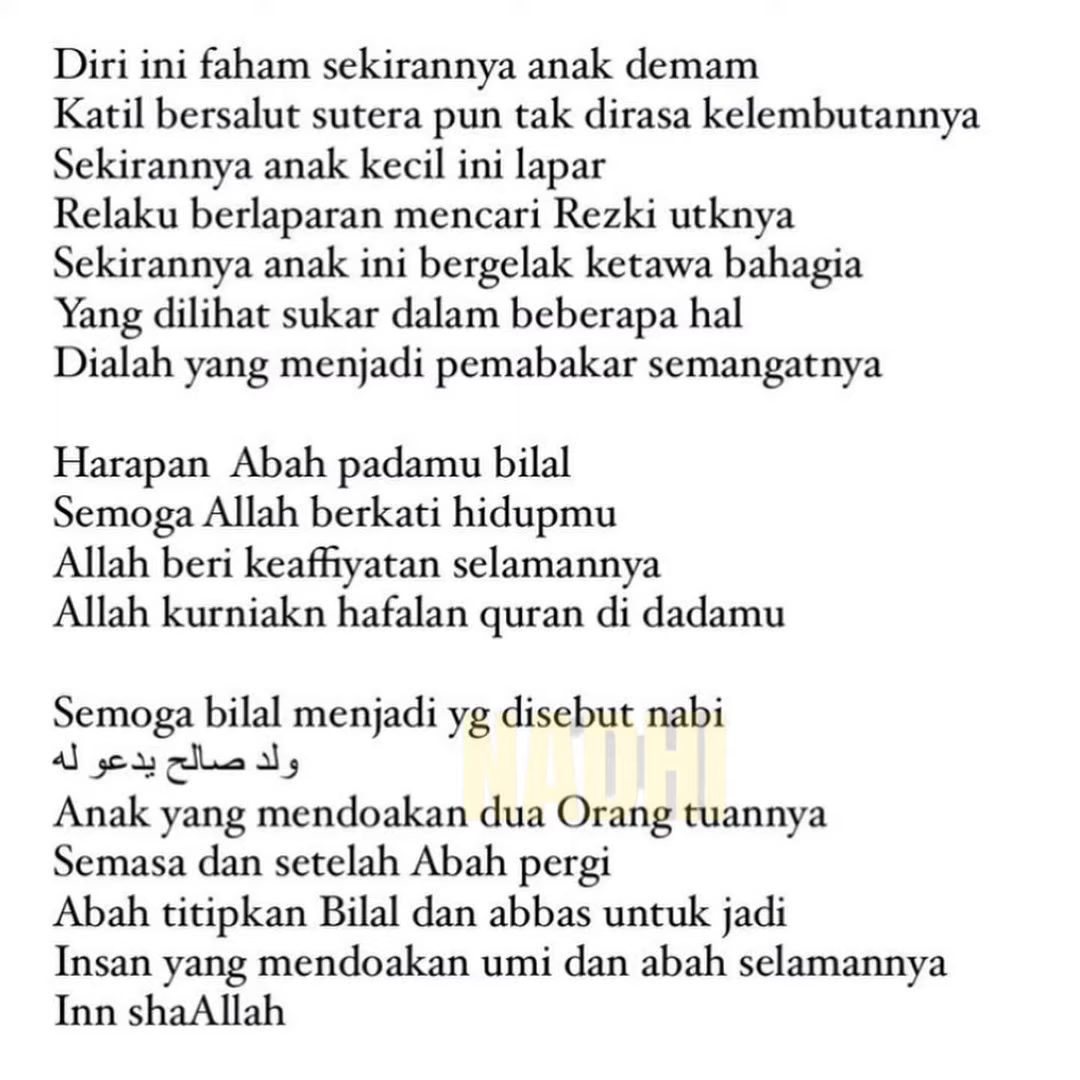 Diri ini faham sekirannya anak demam
Katil bersalut sutera pun tak dirasa kelembutannya
Sekirannya anak kecil ini lapar
Relaku berlaparan mencari Rezki utknya
Sekirannya anak ini bergelak ketawa bahagia
Yang dilihat sukar dalam beberapa hal
Dialah yang menjadi pemabakar semangatnya
Harapan  Abah padamu bilal
Semoga Allah berkati hidupmu
Allah beri keaffiyatan selamannya
Allah kurniakn hafalan quran di dadamu
Semoga bilal menjadi yg disebut nabi
ولد صالح يدعو له
Anak yang mendoakan dua Orang tuannya
Semasa dan setelah Abah pergi
Abah titipkan Bilal dan abbas untuk jadi
Insan yang mendoakan umi dan abah selamannya
Inn shaAllah
NADHI